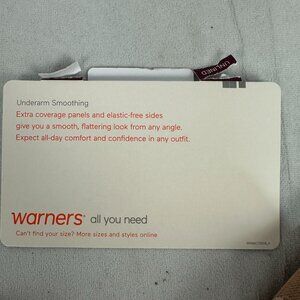 UNLINED
Underarm Smoothing
Extra coverage panels and elastic-free sides
give you a smooth, flattering look from any angle.
Expect all-day comfort and confidence in any outfit.
warners® all you need
Can't find your size? More sizes and styles online